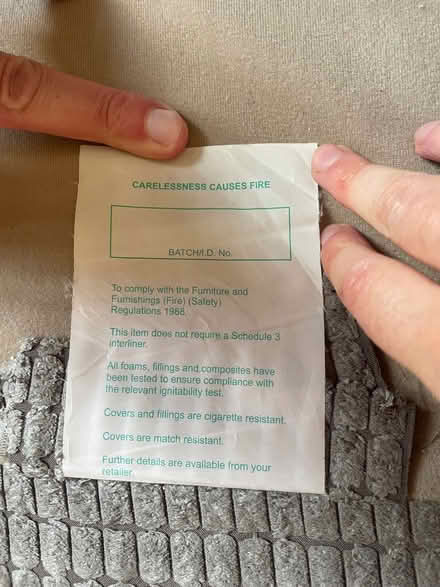 CARELESSNESS CAUSES FIRE
BATCH/I.D. No.
To comply with the Furniture and
Furnishings (Fire) (Safety)
Regulations 1988.
This item does not require a Schedule 3
interliner.
All foams, fillings and composites have
been tested to ensure compliance with
the relevant ignitability test.
Covers and fillings are cigarette resistant.
Covers are match resistant.
Further details are available from your
retailer.